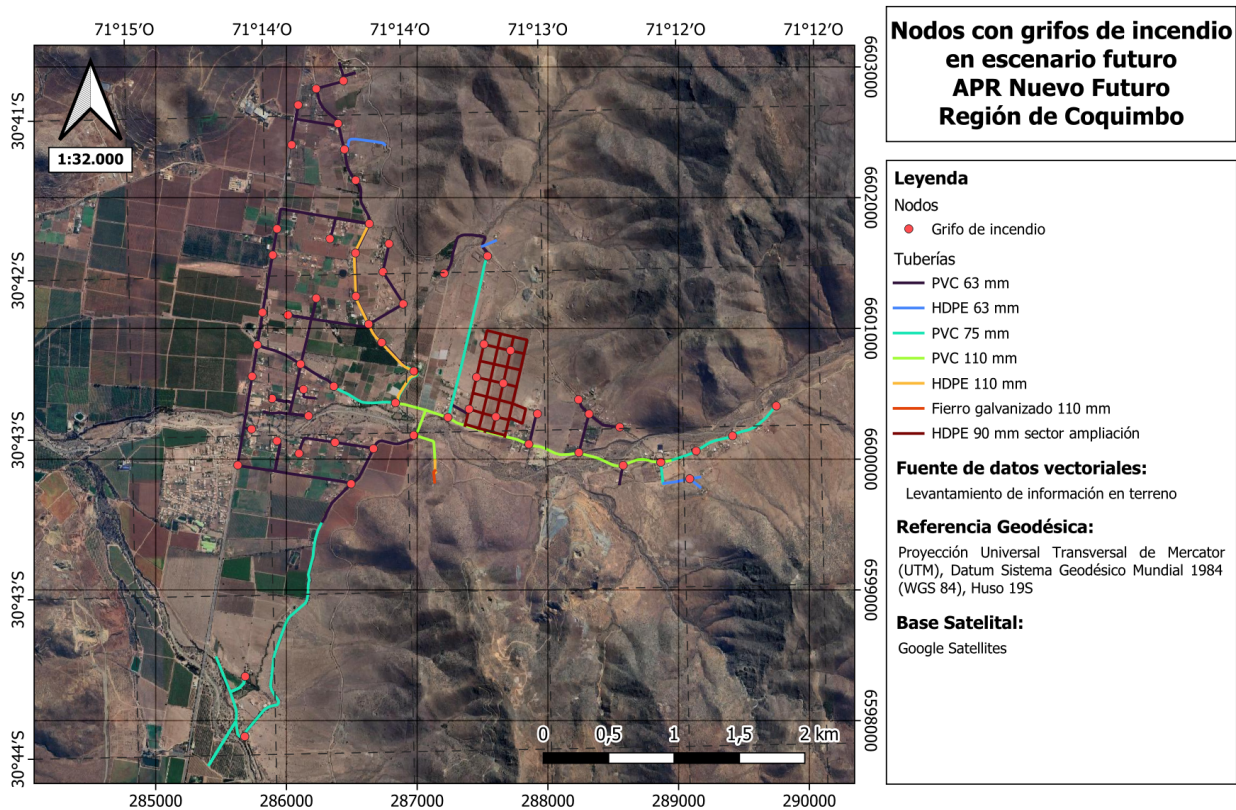 Nodos con grifos de incendio
en escenario futuro
APR Nuevo Futuro
Región de Coquimbo
71°15'O 71°14'O 71°14'O 71°13'O 71°12'O 71°12'O
30°41'S
30°42'S
30°43'S
30°43'S
30°44'S
1:32.000
6603000
6602000
6601000
6600000
6599000
6598000
0 0,5 1 1,5 2 km
285000 286000 287000 288000 289000 290000
Leyenda
Nodos
Grifo de incendio
Tuberías
PVC 63 mm
HDPE 63 mm
PVC 75 mm
PVC 110 mm
HDPE 110 mm
Fierro galvanizado 110 mm
HDPE 90 mm sector ampliación
Fuente de datos vectoriales:
Levantamiento de información en terreno
Referencia Geodésica:
Proyección Universal Transversal de Mercator
(UTM), Datum Sistema Geodésico Mundial 1984
(WGS 84), Huso 19S
Base Satelital:
Google Satellites